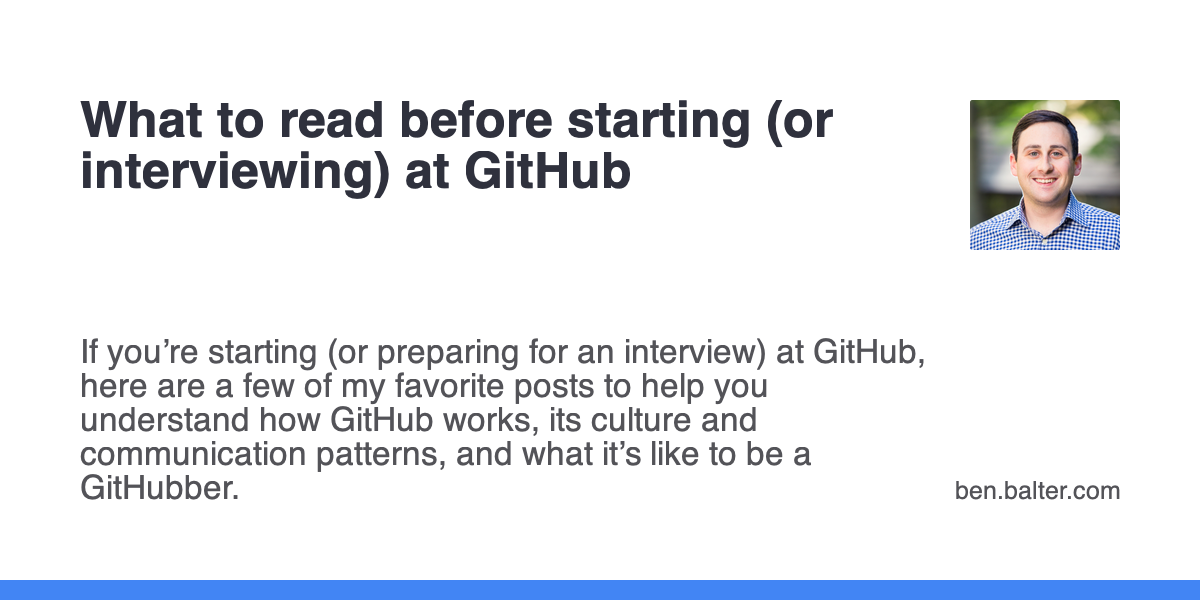 What to read before starting (or
interviewing) at GitHub
If you’re starting (or preparing for an interview) at GitHub,
here are a few of my favorite posts to help you
understand how GitHub works, its culture and
communication patterns, and what it’s like to be a
GitHubber.
ben.balter.com